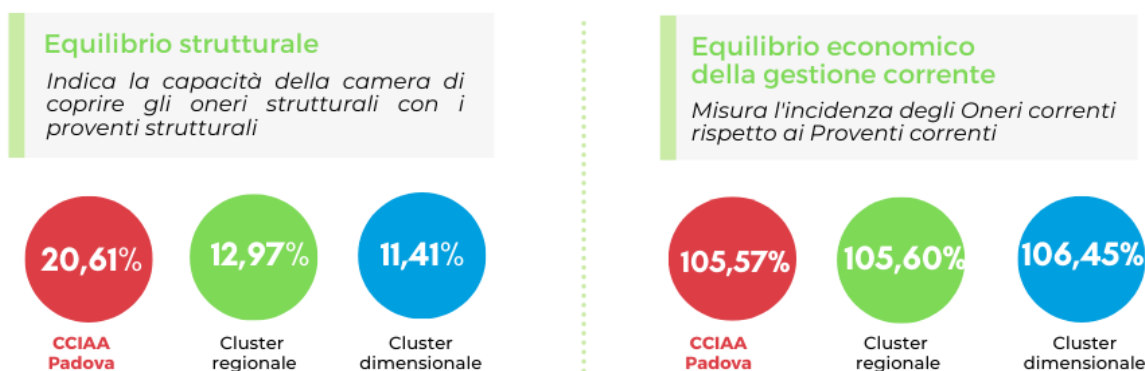 Equilibrio strutturale
Indica la capacità della camera di
coprire gli oneri strutturali con i
proventi strutturali
20,61%
12,97%
11,41%
CCIAA
Padova
Cluster
regionale
Cluster
dimensionale
Equilibrio economico
della gestione corrente
Misura l'incidenza degli Oneri correnti
rispetto ai Proventi correnti
105,57%
105,60%
106,45%
CCIAA
Padova
Cluster
regionale
Cluster
dimensionale